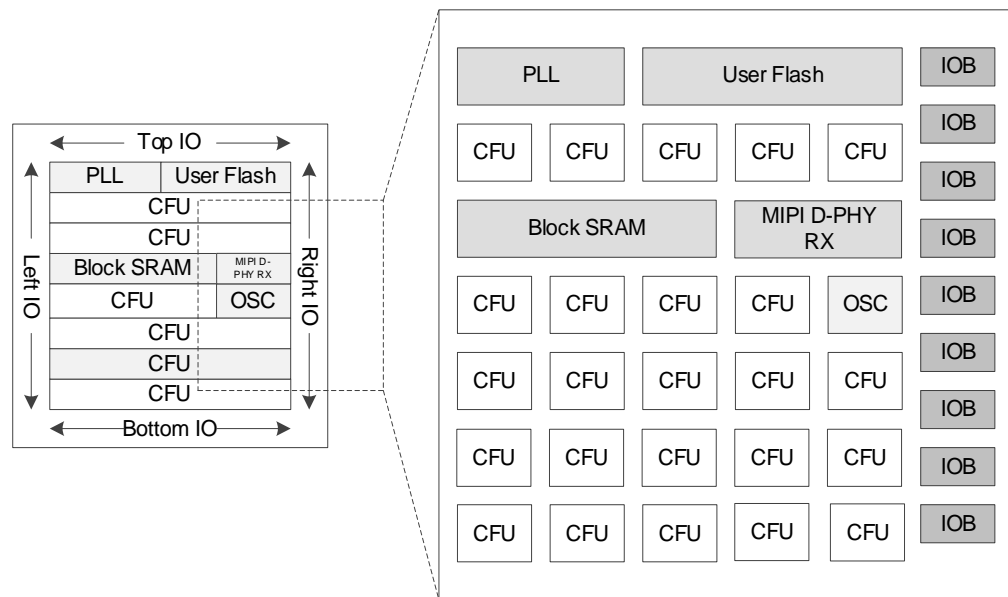 Top IO
PLL
User Flash
CFU
CFU
Block SRAM
MIPI D-
PHY RX
CFU
OSC
CFU
CFU
CFU
Left IO
Right IO
Bottom IO
PLL
User Flash
IOB
CFU
CFU
CFU
CFU
CFU
IOB
IOB
Block SRAM
MIPI D-PHY
RX
IOB
CFU
CFU
CFU
CFU
OSC
IOB
CFU
CFU
CFU
CFU
CFU
IOB
IOB
CFU
CFU
CFU
CFU
CFU
IOB
CFU
CFU
CFU
CFU
CFU
IOB